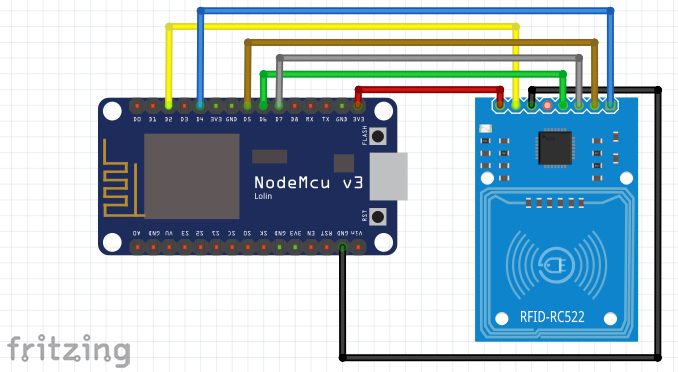 D0 D1 D2 D3 D4 3V3 GND D5 D6 D7 D8 RX TX GND 3V3
FLASH
NodeMcu v3
Lolin
RST
A0 GND VU S3 S2 S1 SC SO SK GND 3V3 EN RST GND Vin
RFID-RC522
fritzing